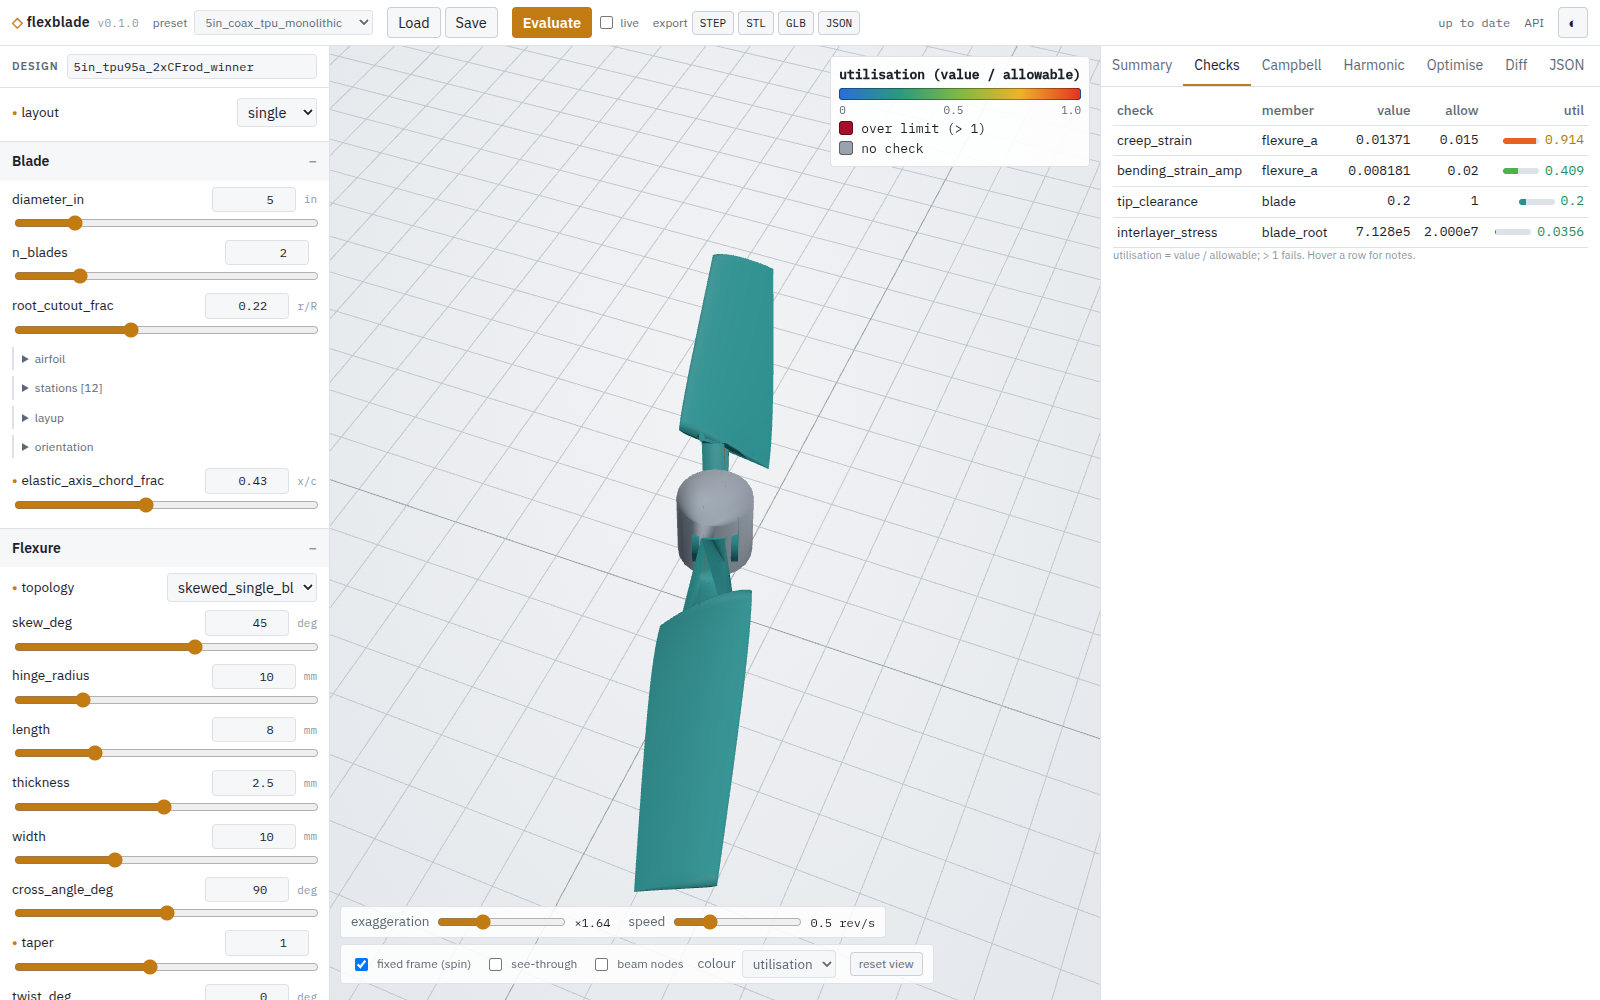 ◇ flexblade v0.1.0 preset 5in_coax_tpu_monolithic Load Save Evaluate live export STEP STL GLB JSON up to date API
DESIGN 5in_tpu95a_2xCFrod_winner
• layout single
Blade −
diameter_in 5 in
n_blades 2
root_cutout_frac 0.22 r/R
▶ airfoil
▶ stations [12]
▶ layup
▶ orientation
• elastic_axis_chord_frac 0.43 x/c
Flexure −
• topology skewed_single_bl
skew_deg 45 deg
hinge_radius 10 mm
length 8 mm
thickness 2.5 mm
width 10 mm
cross_angle_deg 90 deg
• taper 1
twist_deg 0 deg
utilisation (value / allowable)
0 0.5 1.0
over limit (> 1)
no check
exaggeration ×1.64 speed 0.5 rev/s
fixed frame (spin) see-through beam nodes colour utilisation reset view
Summary Checks Campbell Harmonic Optimise Diff JSON
check member value allow util
creep_strain flexure_a 0.01371 0.015 0.914
bending_strain_amp flexure_a 0.008181 0.02 0.409
tip_clearance blade 0.2 1 0.2
interlayer_stress blade_root 7.128e5 2.000e7 0.0356
utilisation = value / allowable; > 1 fails. Hover a row for notes.